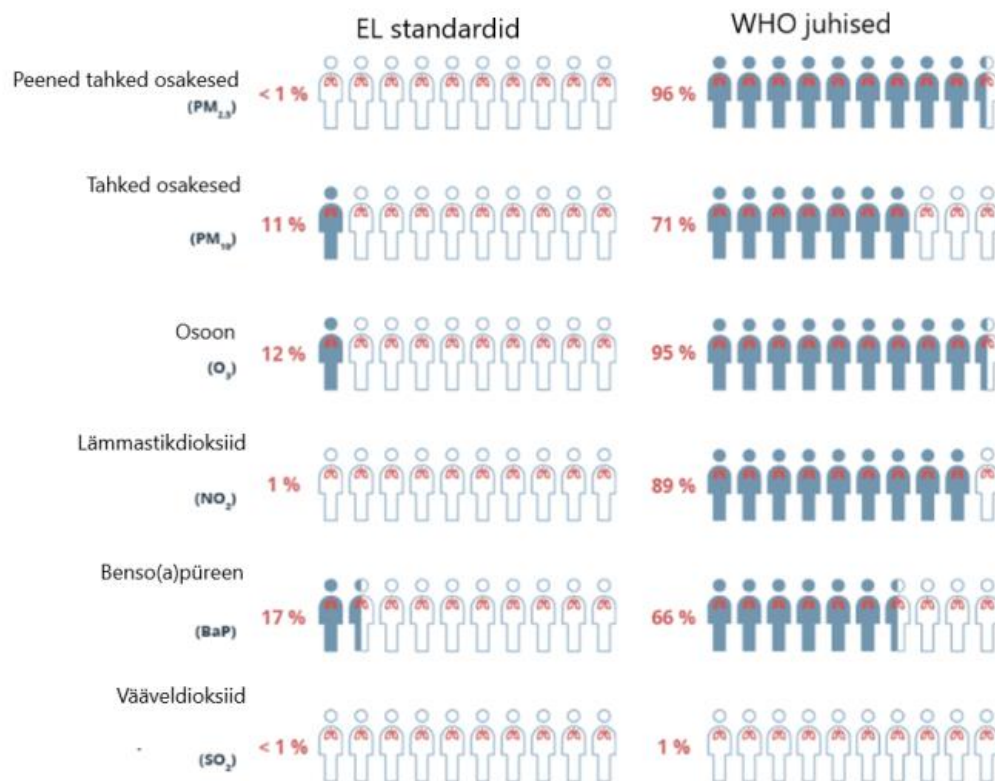 EL standardid
WHO juhised
Peened tahked osakesed
(PM2,5)
< 1 %
96 %
Tahked osakesed
(PM10)
11 %
71 %
Osoon
(O3)
12 %
95 %
Lämmastikdioksiid
(NO2)
1 %
89 %
Benso(a)püreen
(BaP)
17 %
66 %
Vääveldioksiid
(SO2)
< 1 %
1 %